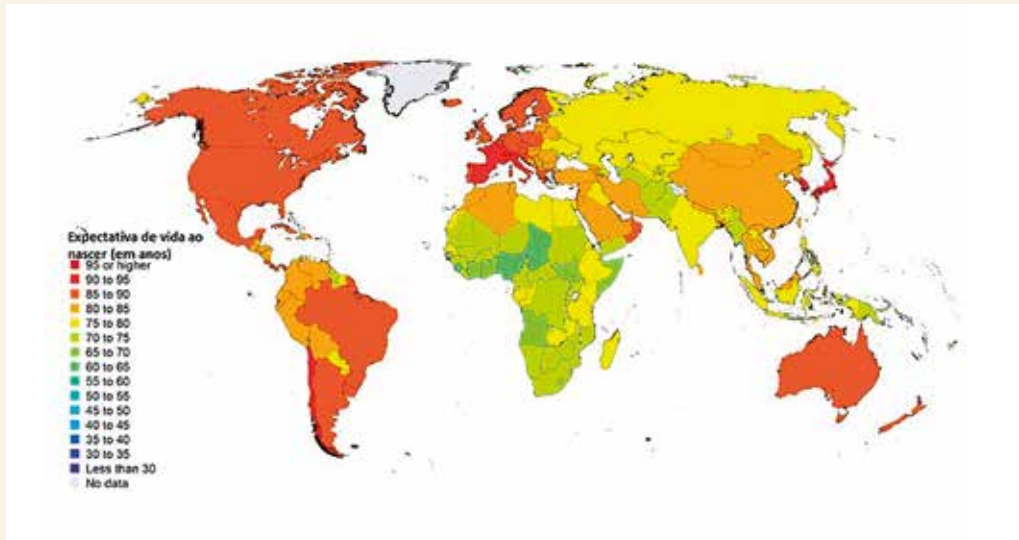 Expectativa de vida ao
nascer (em anos)
95 or higher
90 to 95
85 to 90
80 to 85
75 to 80
70 to 75
65 to 70
60 to 65
55 to 60
50 to 55
45 to 50
40 to 45
35 to 40
30 to 35
Less than 30
No data